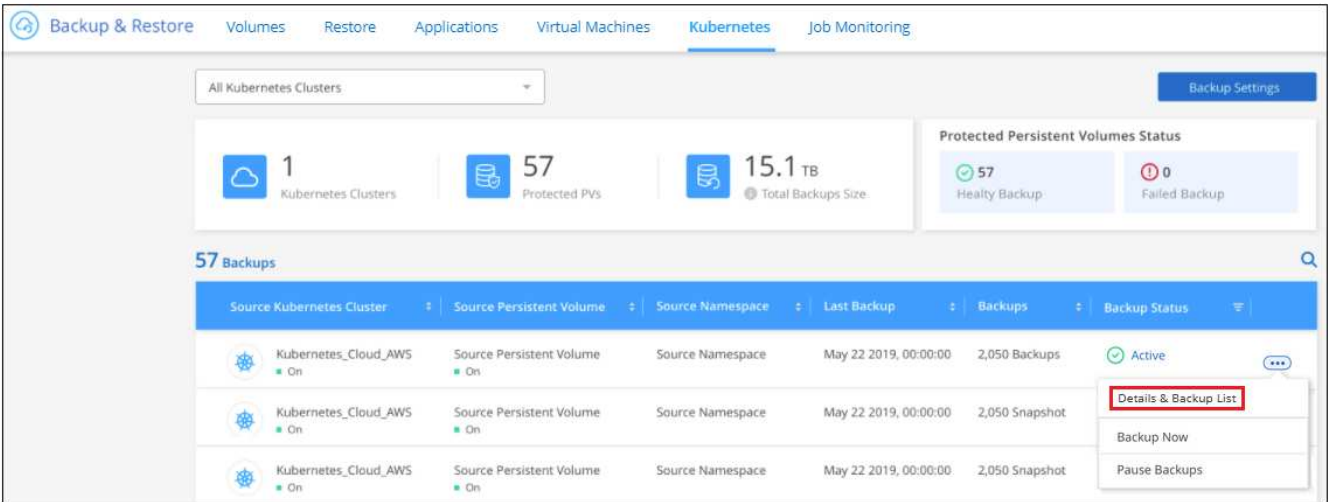 Backup & Restore Volumes Restore Applications Virtual Machines Kubernetes Job Monitoring
All Kubernetes Clusters Backup Settings
1
Kubernetes Clusters
57
Protected PVs
15.1 TB
Total Backups Size
Protected Persistent Volumes Status
57
Healty Backup
0
Failed Backup
57 Backups
Source Kubernetes Cluster Source Persistent Volume Source Namespace Last Backup Backups Backup Status
Kubernetes_Cloud_AWS Source Persistent Volume Source Namespace May 22 2019, 00:00:00 2,050 Backups Active
On On
Details & Backup List
Kubernetes_Cloud_AWS Source Persistent Volume Source Namespace May 22 2019, 00:00:00 2,050 Snapshot
On On
Backup Now
Kubernetes_Cloud_AWS Source Persistent Volume Source Namespace May 22 2019, 00:00:00 2,050 Snapshot Pause Backups
On On